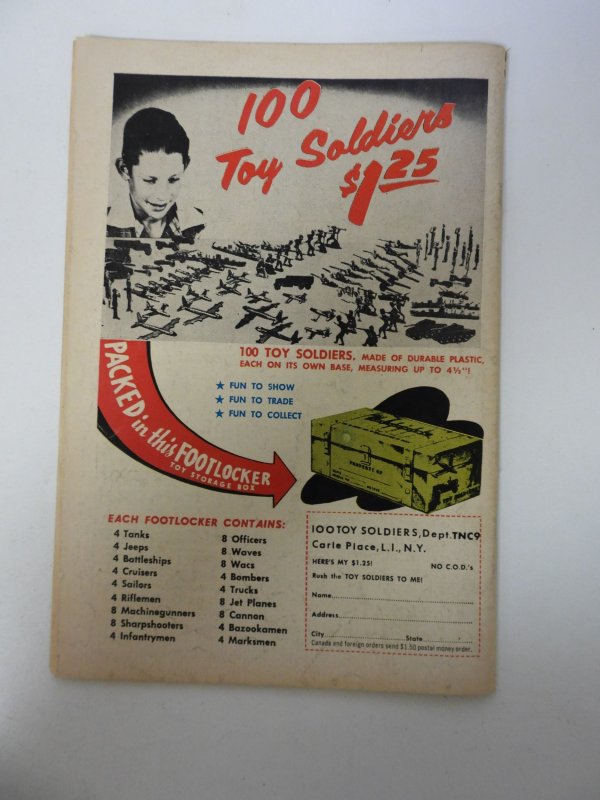 100
Toy Soldiers
$1.25
100 TOY SOLDIERS, MADE OF DURABLE PLASTIC,
EACH ON ITS OWN BASE, MEASURING UP TO 4½"!
★ FUN TO SHOW
★ FUN TO TRADE
★ FUN TO COLLECT
PACKED in this FOOTLOCKER
TOY STORAGE BOX
PROPERTY OF
EACH FOOTLOCKER CONTAINS:
4 Tanks
4 Jeeps
4 Battleships
4 Cruisers
4 Sailors
4 Riflemen
8 Machinegunners
8 Sharpshooters
4 Infantrymen
8 Officers
8 Waves
8 Wacs
4 Bombers
4 Trucks
8 Jet Planes
8 Cannon
4 Bazookamen
4 Marksmen
100 TOY SOLDIERS, Dept. TNC9
Carle Place, L.I., N.Y.
HERE'S MY $1.25! NO C.O.D.'s
Rush the TOY SOLDIERS TO ME!
Name
Address
City State
Canada and foreign orders send $1.50 postal money order.